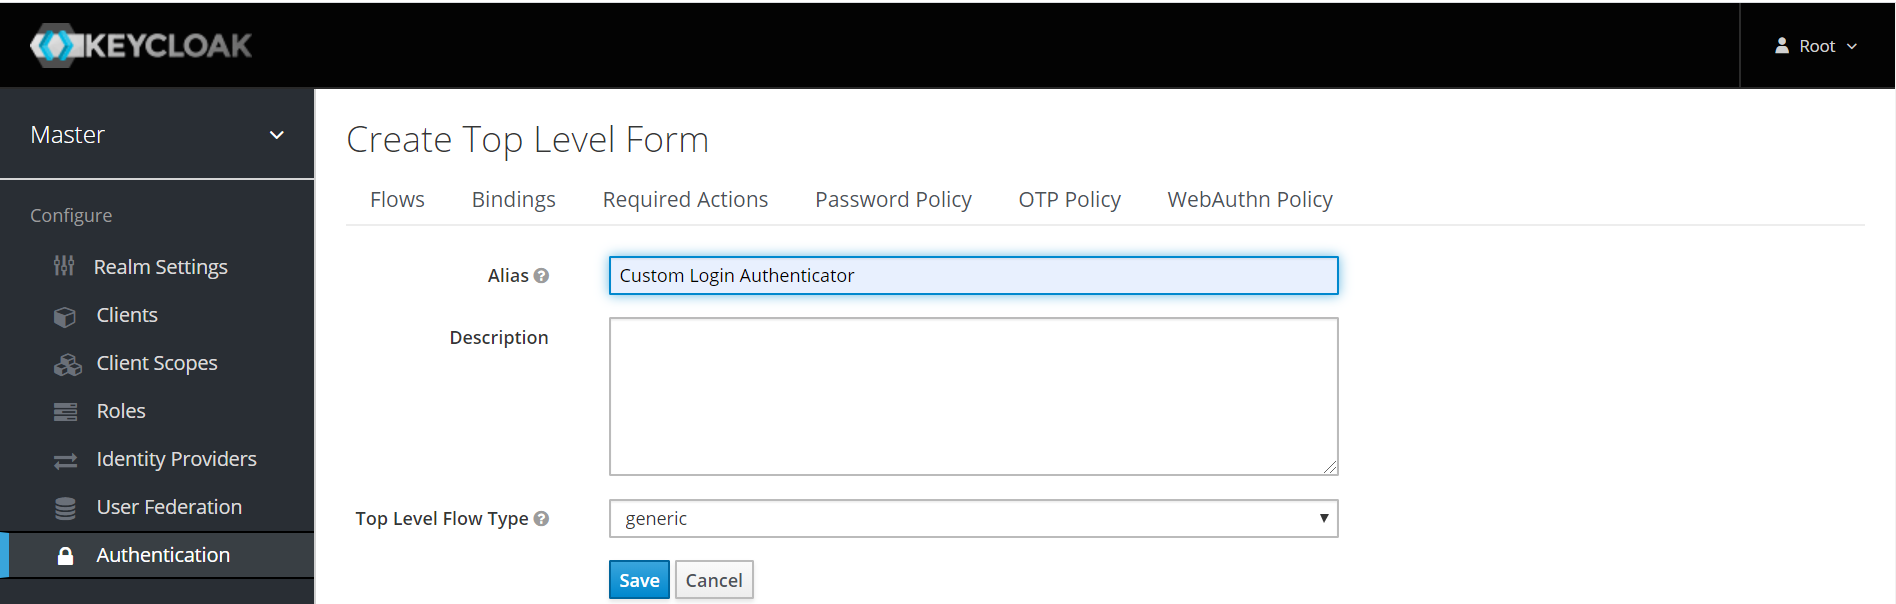 KEYCLOAK
Root
Master
Create Top Level Form
Flows Bindings Required Actions Password Policy OTP Policy WebAuthn Policy
Configure
Realm Settings
Clients
Client Scopes
Roles
Identity Providers
User Federation
Authentication
Alias ? Custom Login Authenticator
Description
Top Level Flow Type ? generic
Save Cancel